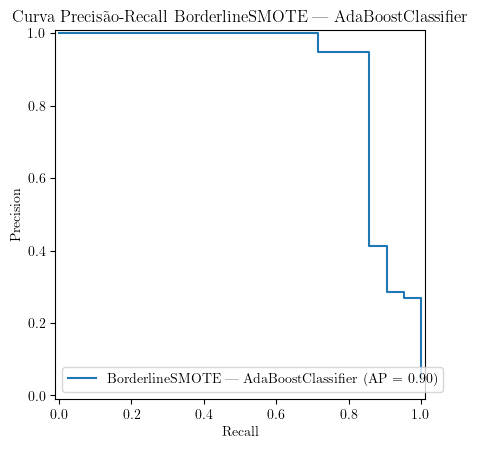 Curva Precisão-Recall BorderlineSMOTE — AdaBoostClassifier
1.0
0.8
0.6
0.4
0.2
0.0
Precision
BorderlineSMOTE — AdaBoostClassifier (AP = 0.90)
0.0 0.2 0.4 0.6 0.8 1.0
Recall